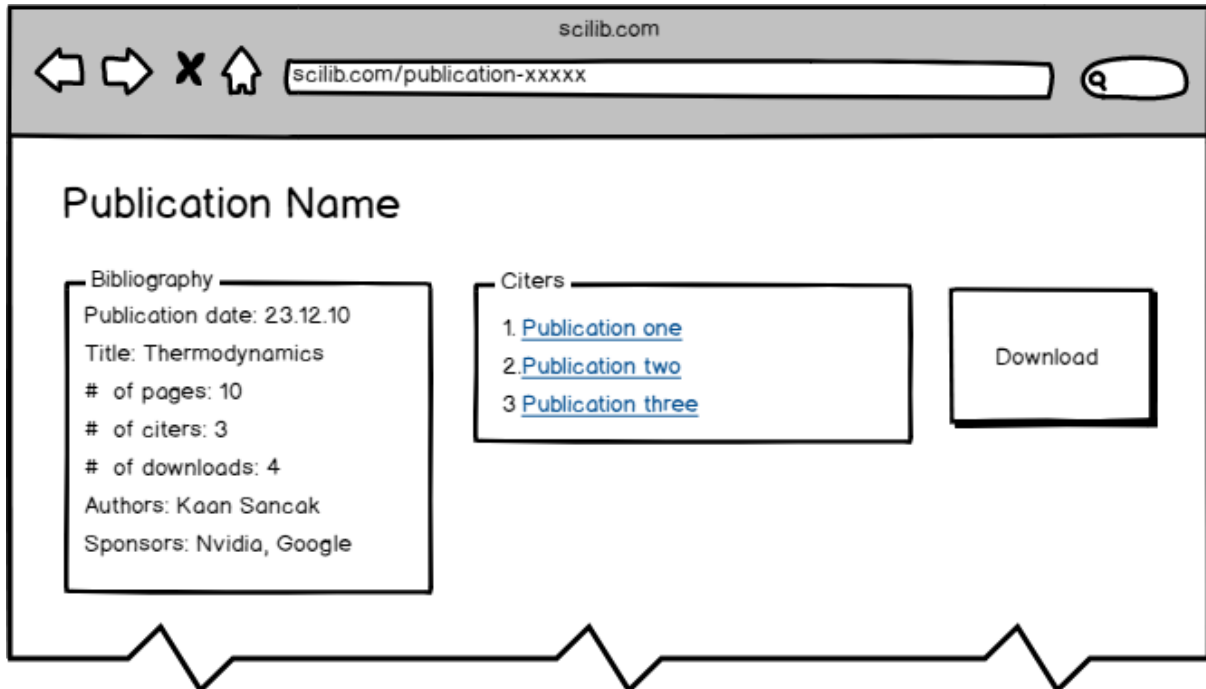 scilib.com
scilib.com/publication-xxxxx
Publication Name
Bibliography
Publication date: 23.12.10
Title: Thermodynamics
# of pages: 10
# of citers: 3
# of downloads: 4
Authors: Kaan Sancak
Sponsors: Nvidia, Google
Citers
1. Publication one
2.Publication two
3 Publication three
Download